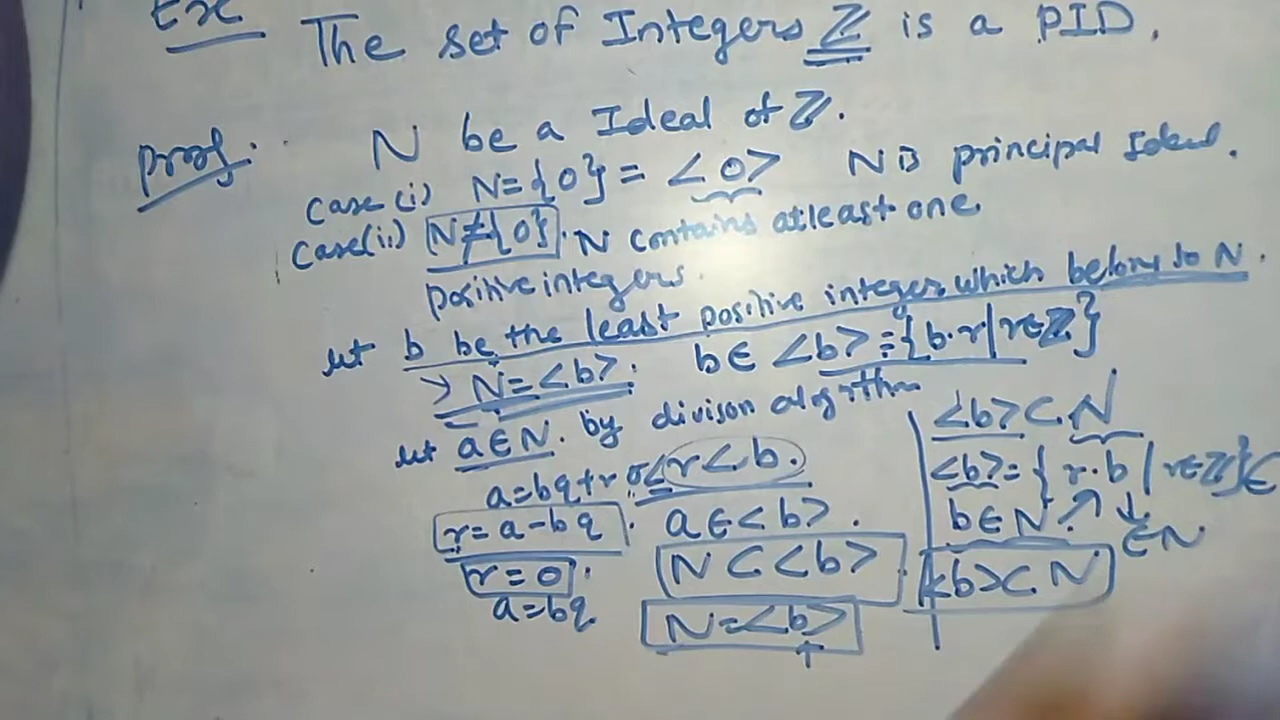 Ex The set of Integers ℤ is a PID.
Proof: N be a Ideal of ℤ.
Case (i) N={0}=<0> N is principal Ideal.
Case (ii) N≠{0}. N contains atleast one
positive integers.
let b be the least positive integer which belons to N.
> N=<b>. b∈ <b>={b·r|r∈ℤ}
let a∈N. by divison algorithm
a=bq+r 0≤r<b.
r=a-bq. a∈<b>.
r=0. N⊂<b>
a=bq N=<b>
↑
<b>⊂N
<b>={r·b|r∈ℤ}⊂
b∈N. ↗ ↓
∈N
<b>⊂N